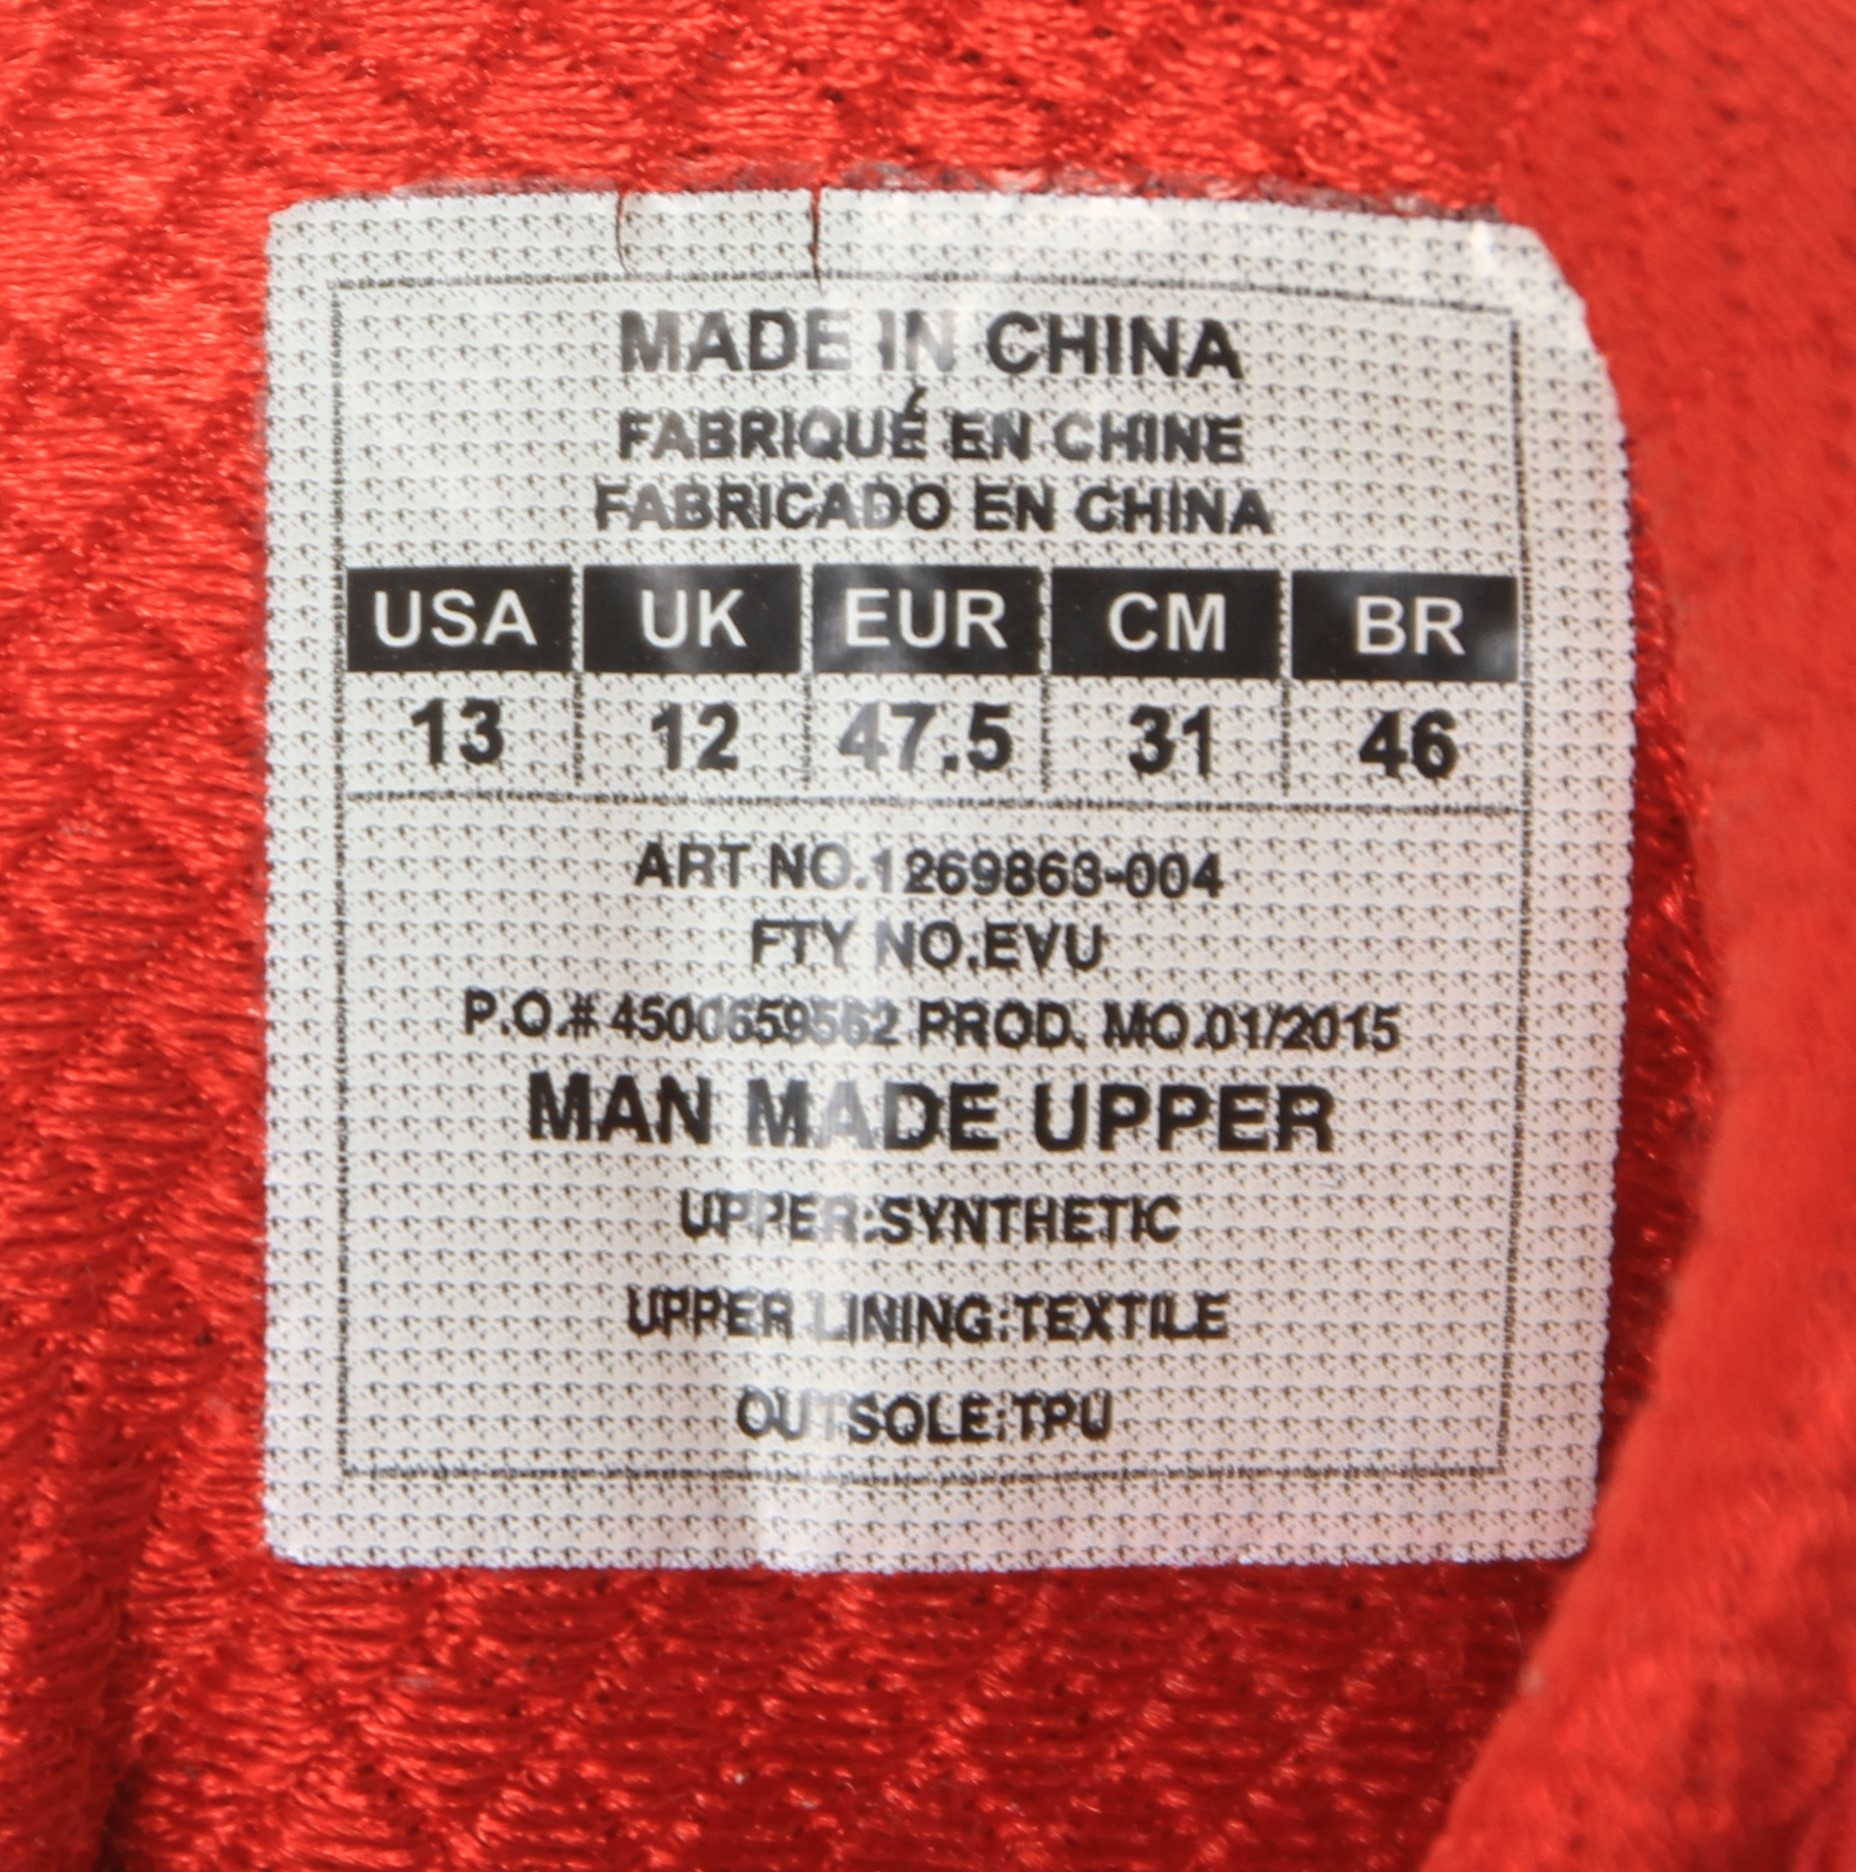 MADE IN CHINA
FABRIQUÉ EN CHINE
FABRICADO EN CHINA
USA UK EUR CM BR
13 12 47.5 31 46
ART NO.1269863-004
FTY NO.EVU
P.O.# 4500659562 PROD. MO.01/2015
MAN MADE UPPER
UPPER:SYNTHETIC
UPPER LINING:TEXTILE
OUTSOLE:TPU